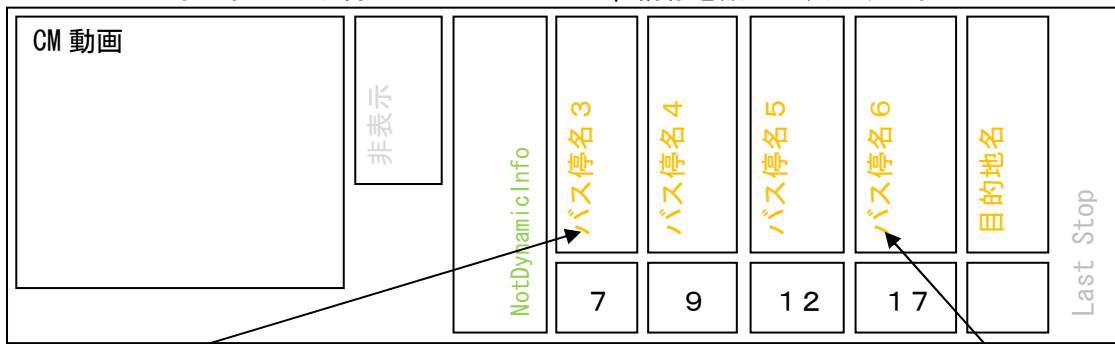 CM 動画
非表示
NotDynamicInfo
バス停名3
バス停名4
バス停名5
バス停名6
目的地名
Last Stop
7
9
12
17